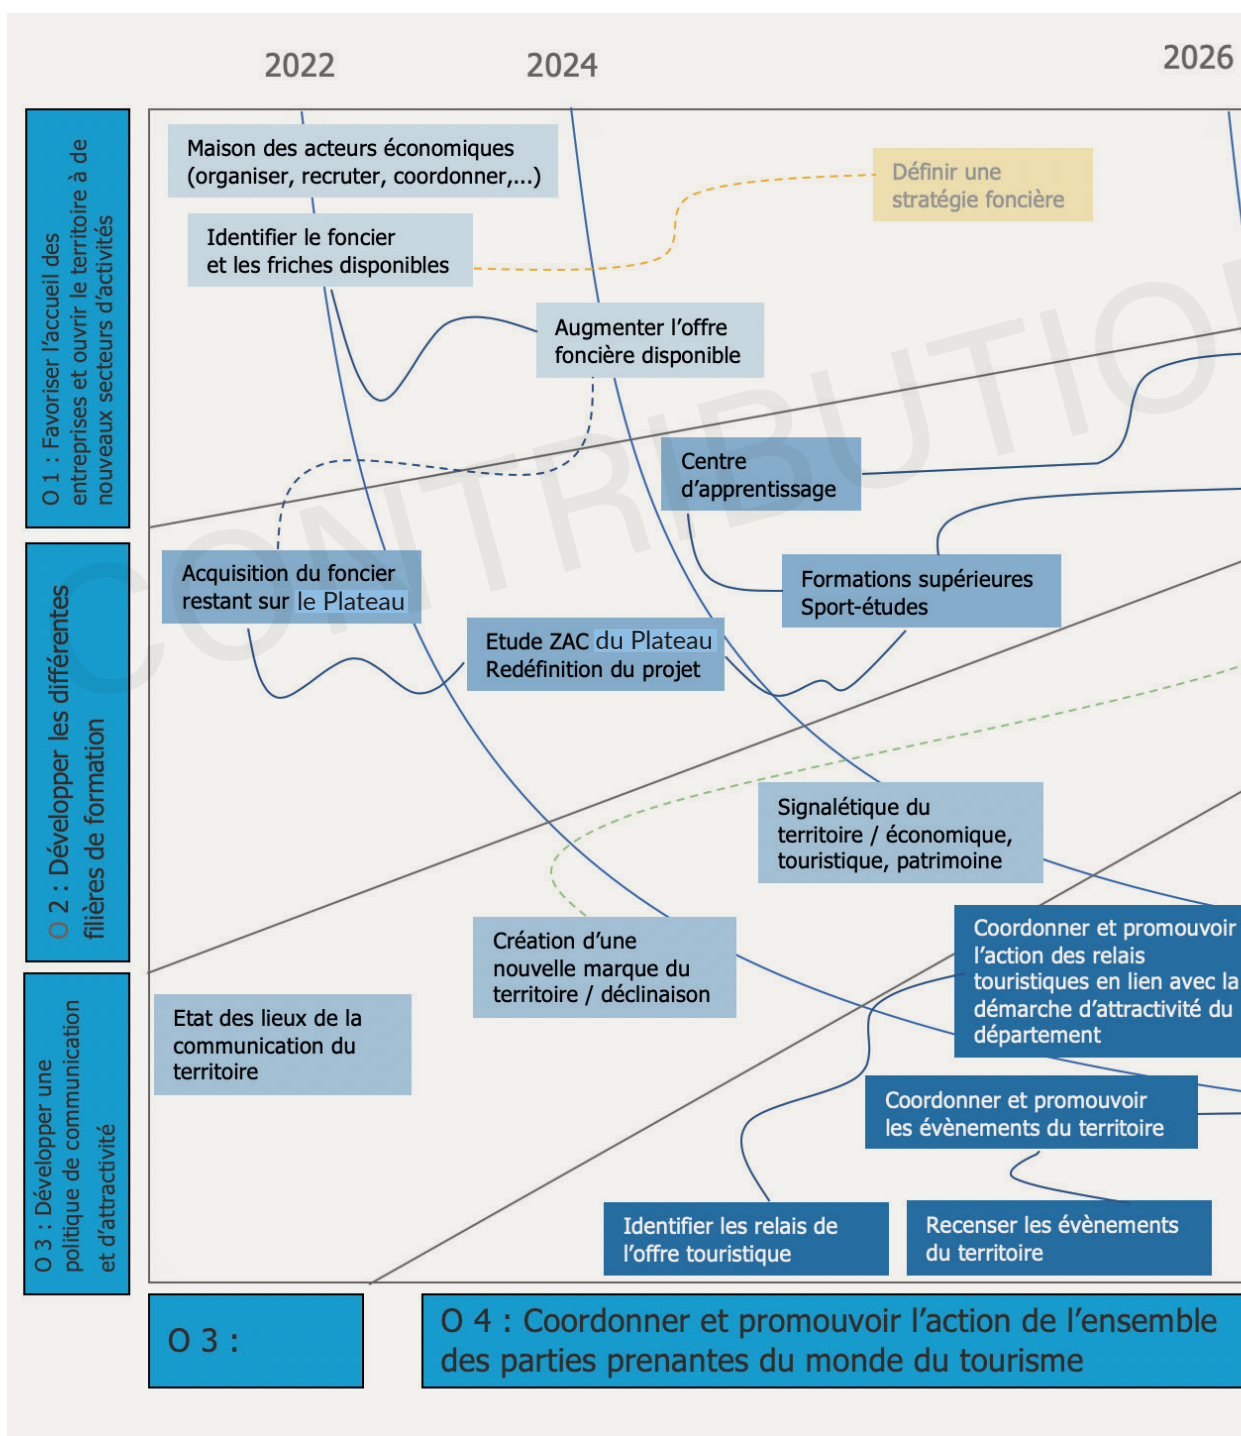 2022
2024
2026
O 1 : Favoriser l’accueil des
entreprises et ouvrir le territoire à de
nouveaux secteurs d’activités
Maison des acteurs économiques
(organiser, recruter, coordonner,...)
Définir une
stratégie foncière
Identifier le foncier
et les friches disponibles
Augmenter l’offre
foncière disponible
CONTRIBUTION
O 2 : Développer les différentes
filières de formation
Centre
d’apprentissage
Acquisition du foncier
restant sur le Plateau
Formations supérieures
Sport-études
Etude ZAC du Plateau
Redéfinition du projet
O 3 : Développer une
politique de communication
et d’attractivité
Signalétique du
territoire / économique,
touristique, patrimoine
Création d’une
nouvelle marque du
territoire / déclinaison
Etat des lieux de la
communication du
territoire
Coordonner et promouvoir
l’action des relais
touristiques en lien avec la
démarche d’attractivité du
département
Coordonner et promouvoir
les évènements du territoire
Identifier les relais de
l’offre touristique
Recenser les évènements
du territoire
O 3 :
O 4 : Coordonner et promouvoir l’action de l’ensemble
des parties prenantes du monde du tourisme